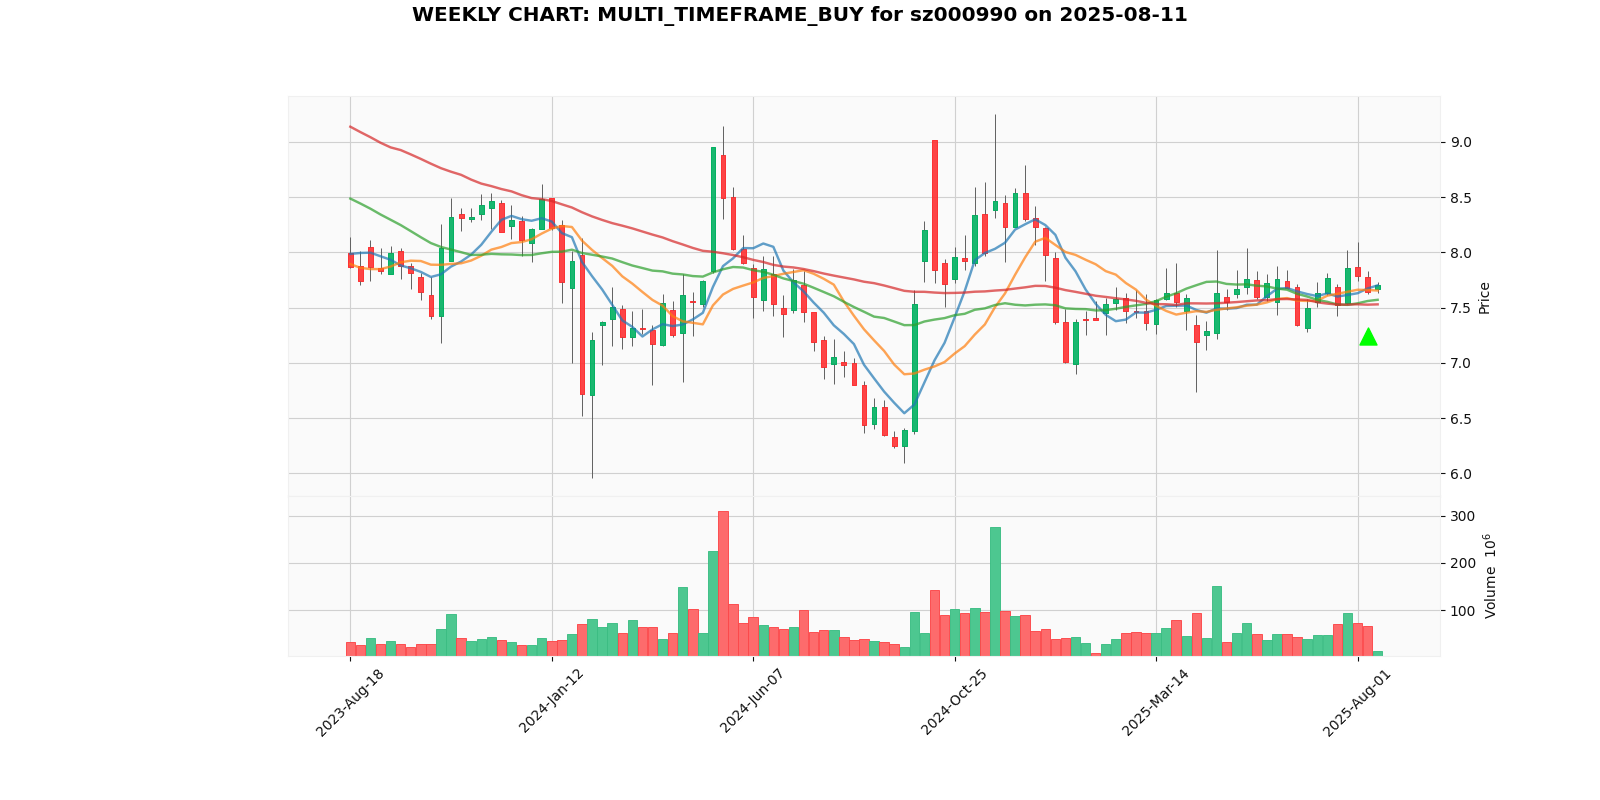 WEEKLY CHART: MULTI_TIMEFRAME_BUY for sz000990 on 2025-08-11
9.0
8.5
8.0
7.5
7.0
6.5
6.0
Price
300
200
100
Volume 10^6
2023-Aug-18
2024-Jan-12
2024-Jun-07
2024-Oct-25
2025-Mar-14
2025-Aug-01